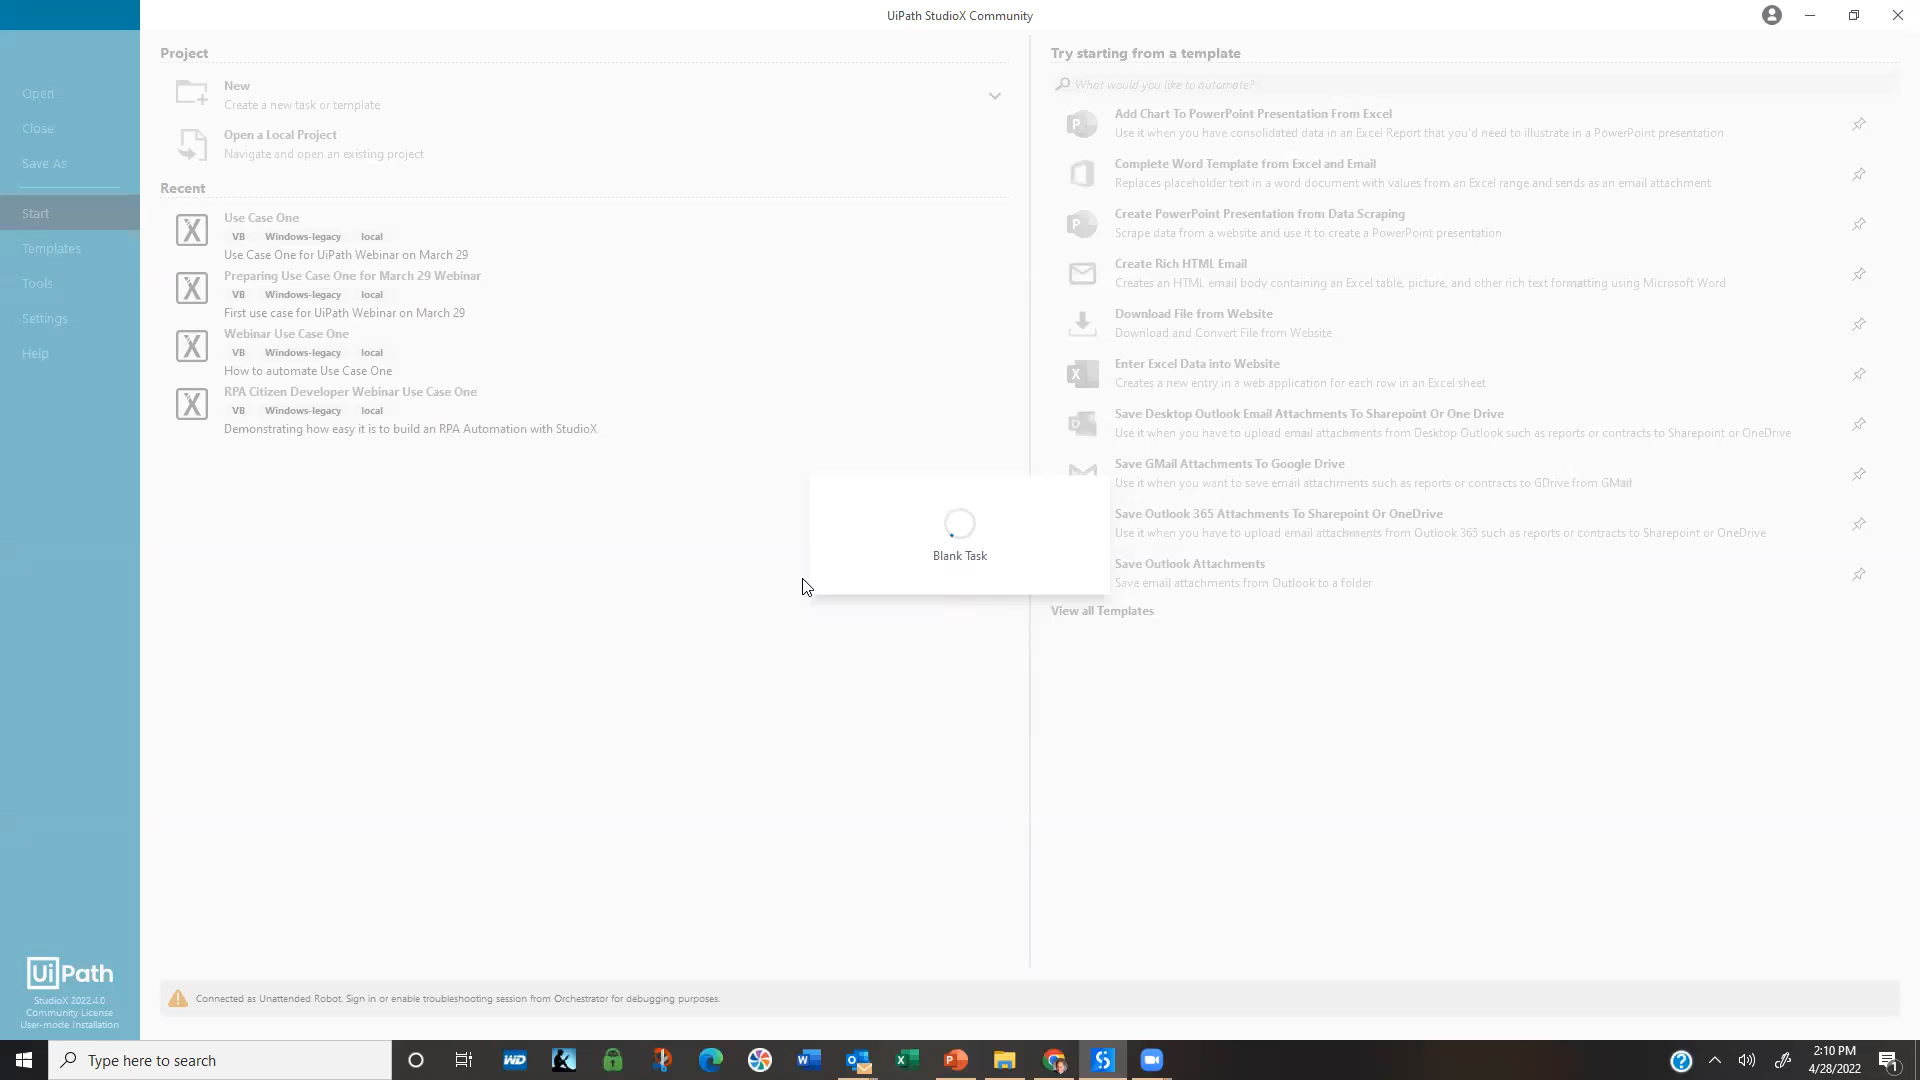 UiPath StudioX Community
Open
Close
Save As
Start
Templates
Tools
Settings
Help
UiPath
StudioX 2022.4.0
Community License
User-mode Installation
Project
New
Create a new task or template
Open a Local Project
Navigate and open an existing project
Recent
Use Case One
VB Windows-legacy local
Use Case One for UiPath Webinar on March 29
Preparing Use Case One for March 29 Webinar
VB Windows-legacy local
First use case for UiPath Webinar on March 29
Webinar Use Case One
VB Windows-legacy local
How to automate Use Case One
RPA Citizen Developer Webinar Use Case One
VB Windows-legacy local
Demonstrating how easy it is to build an RPA Automation with StudioX
Blank Task
Try starting from a template
What would you like to automate?
Add Chart To PowerPoint Presentation From Excel
Use it when you have consolidated data in an Excel Report that you'd need to illustrate in a PowerPoint presentation
Complete Word Template from Excel and Email
Replaces placeholder text in a word document with values from an Excel range and sends as an email attachment
Create PowerPoint Presentation from Data Scraping
Scrape data from a website and use it to create a PowerPoint presentation
Create Rich HTML Email
Creates an HTML email body containing an Excel table, picture, and other rich text formatting using Microsoft Word
Download File from Website
Download and Convert File from Website
Enter Excel Data into Website
Creates a new entry in a web application for each row in an Excel sheet
Save Desktop Outlook Email Attachments To Sharepoint Or One Drive
Use it when you have to upload email attachments from Desktop Outlook such as reports or contracts to Sharepoint or OneDrive
Save GMail Attachments To Google Drive
Use it when you want to save email attachments such as reports or contracts to GDrive from GMail
Save Outlook 365 Attachments To Sharepoint Or OneDrive
Use it when you have to upload email attachments from Outlook 365 such as reports or contracts to Sharepoint or OneDrive
Save Outlook Attachments
Save email attachments from Outlook to a folder
View all Templates
Connected as Unattended Robot. Sign in or enable troubleshooting session from Orchestrator for debugging purposes.
Type here to search
2:10 PM
4/28/2022